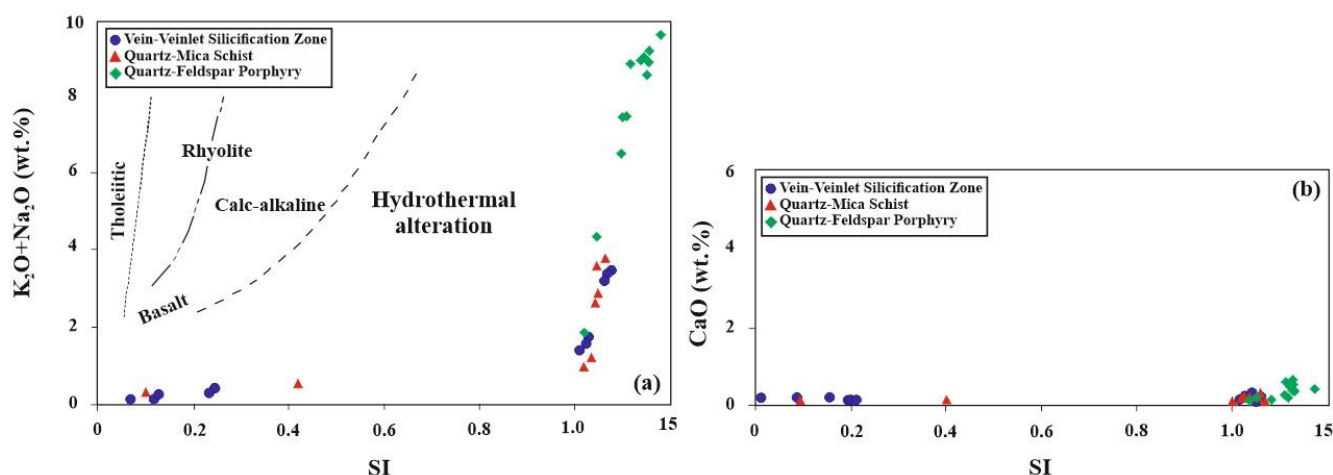 10
8
6
4
2
0
K₂O+Na₂O (wt.%)
Vein-Veinlet Silicification Zone
Quartz-Mica Schist
Quartz-Feldspar Porphyry
Tholeiitic
Rhyolite
Calc-alkaline
Basalt
Hydrothermal
alteration
(a)
0 0.2 0.4 0.6 0.8 1.0 15
SI
6
4
2
0
CaO (wt.%)
Vein-Veinlet Silicification Zone
Quartz-Mica Schist
Quartz-Feldspar Porphyry
(b)
0 0.2 0.4 0.6 0.8 1.0 15
SI